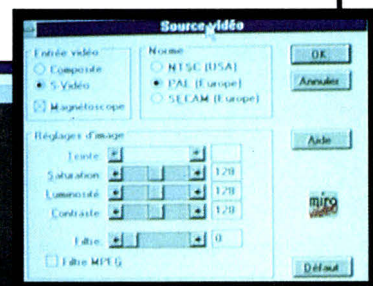 Source vidéo
Entrée vidéo
Composite
S-Vidéo
Magnétoscope
Norme
NTSC (USA)
PAL (Europe)
SECAM (Europe)
OK
Annuler
Aide
Réglages d'image
Teinte:
Saturation: 128
Luminosité: 128
Contraste: 128
Filtre: 0
Filtre MPEG
miro
VIDEO
Défaut